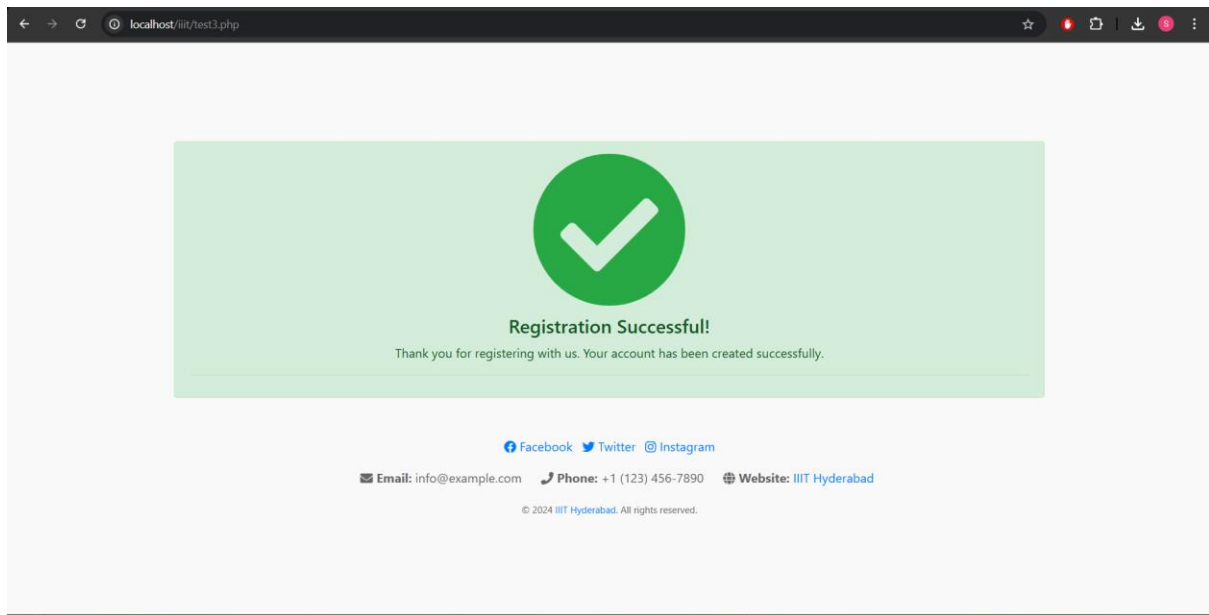 localhost/iiit/test3.php
S
Registration Successful!
Thank you for registering with us. Your account has been created successfully.
Facebook Twitter Instagram
Email: info@example.com Phone: +1 (123) 456-7890 Website: IIIT Hyderabad
© 2024 IIIT Hyderabad. All rights reserved.